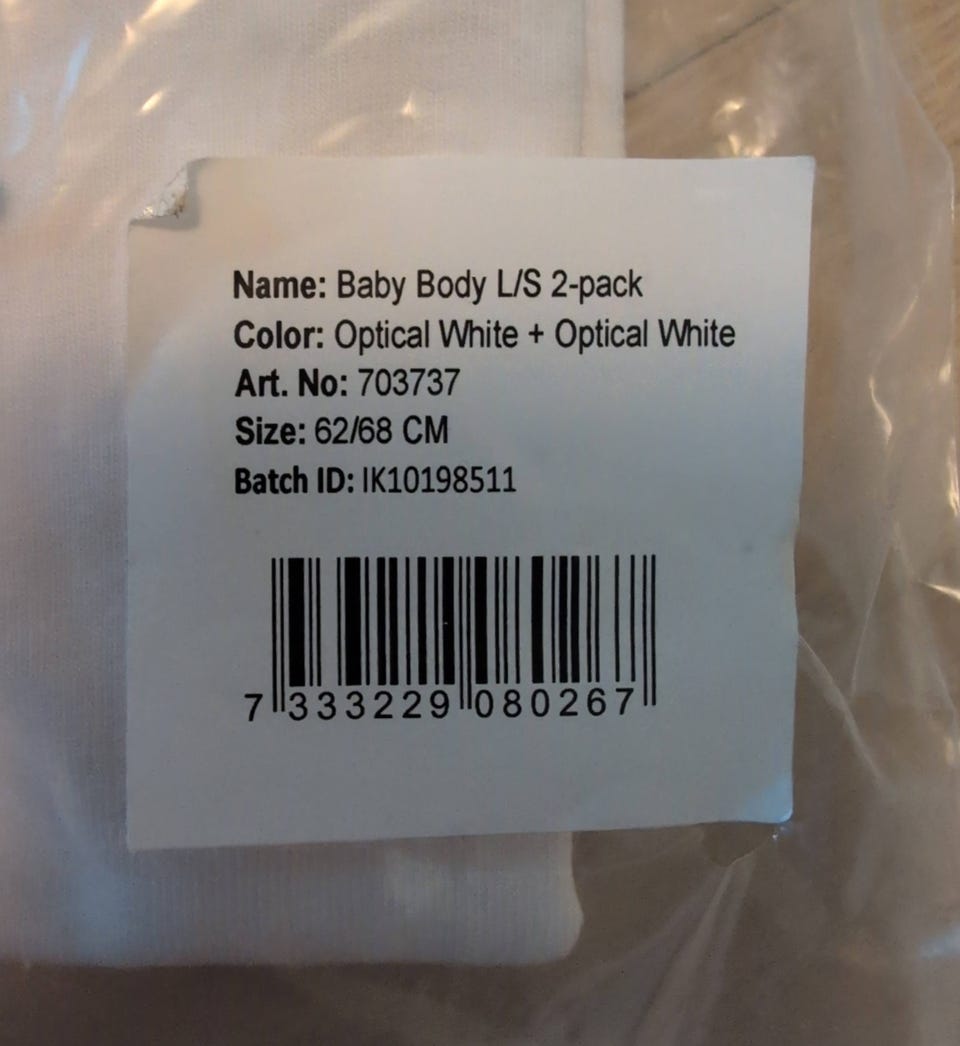 Name: Baby Body L/S 2-pack
Color: Optical White + Optical White
Art. No: 703737
Size: 62/68 CM
Batch ID: IK10198511
7 333229 080267